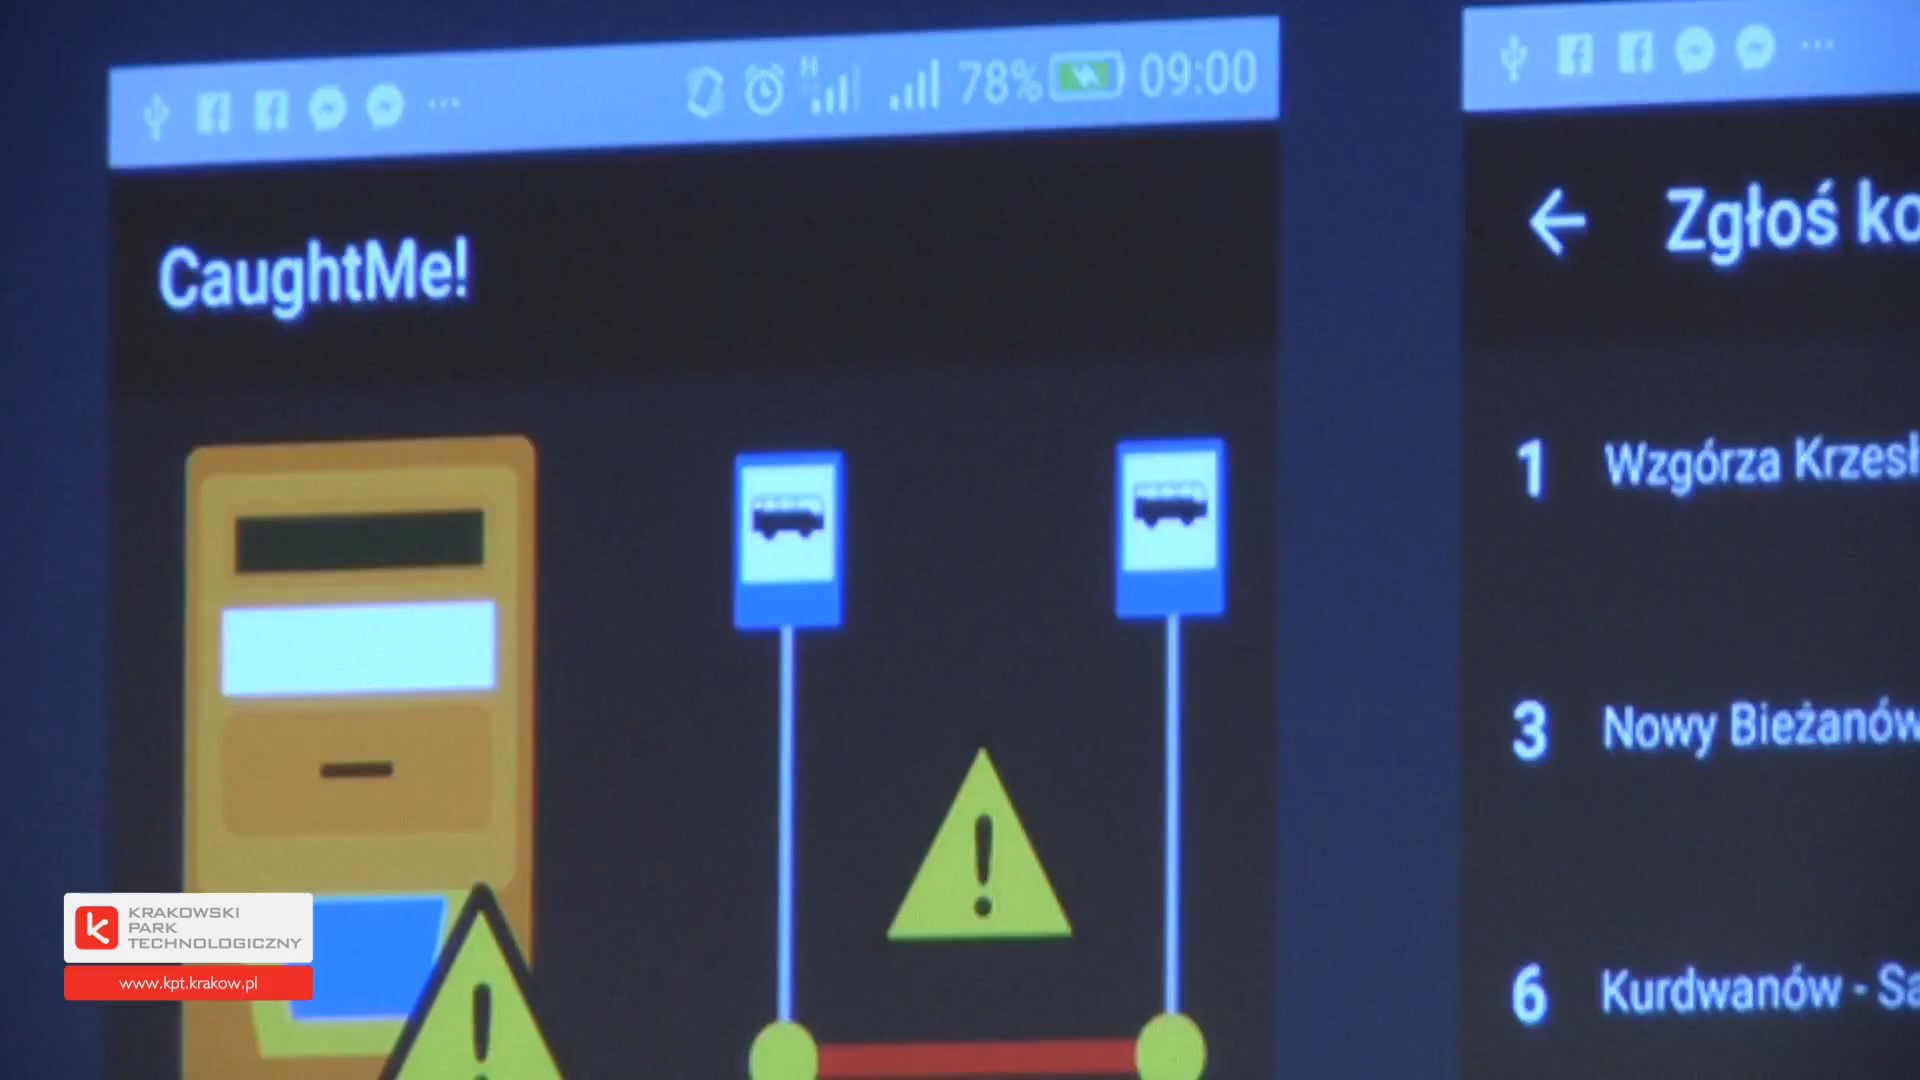 H
78%
09:00
CaughtMe!
Zgłoś ko
1 Wzgórza Krzesł
3 Nowy Bieżanów
6 Kurdwanów - Sa
KRAKOWSKI
PARK
TECHNOLOGICZNY
www.kpt.krakow.pl